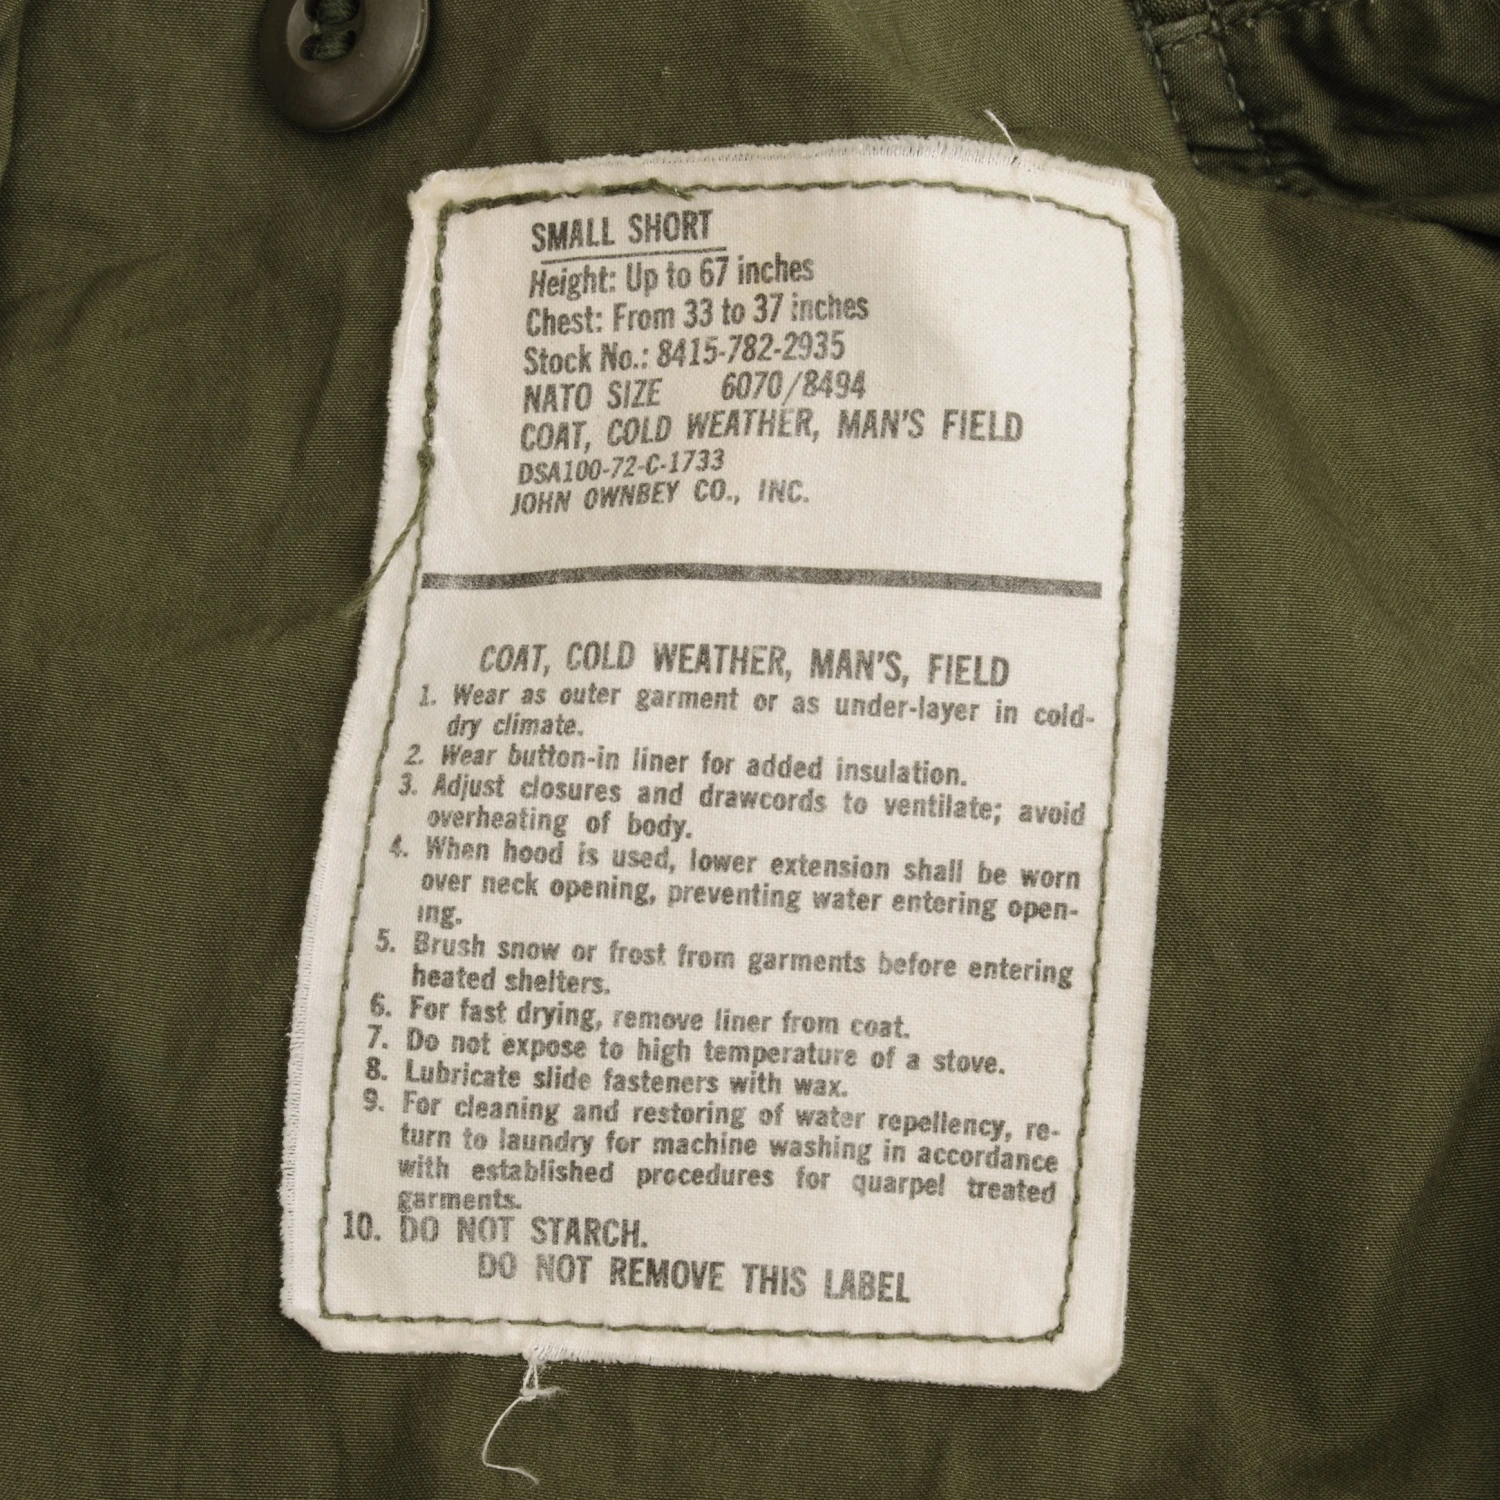 SMALL SHORT
Height: Up to 67 inches
Chest: From 33 to 37 inches
Stock No.: 8415-782-2935
NATO SIZE 6070/8494
COAT, COLD WEATHER, MAN'S FIELD
DSA100-72-C-1733
JOHN OWNBEY CO., INC.
COAT, COLD WEATHER, MAN'S, FIELD
1. Wear as outer garment or as under-layer in cold-
dry climate.
2. Wear button-in liner for added insulation.
3. Adjust closures and drawcords to ventilate; avoid
overheating of body.
4. When hood is used, lower extension shall be worn
over neck opening, preventing water entering open-
ing.
5. Brush snow or frost from garments before entering
heated shelters.
6. For fast drying, remove liner from coat.
7. Do not expose to high temperature of a stove.
8. Lubricate slide fasteners with wax.
9. For cleaning and restoring of water repellency, re-
turn to laundry for machine washing in accordance
with established procedures for quarpel treated
garments.
10. DO NOT STARCH.
DO NOT REMOVE THIS LABEL